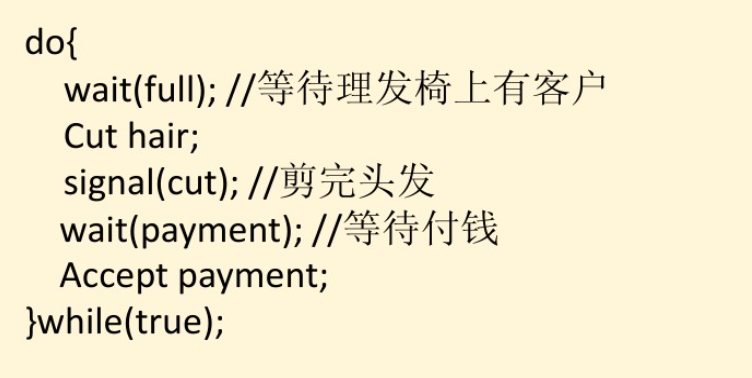 do{
wait(full); //等待理发椅上有客户
Cut hair;
signal(cut); //剪完头发
wait(payment); //等待付钱
Accept payment;
}while(true);